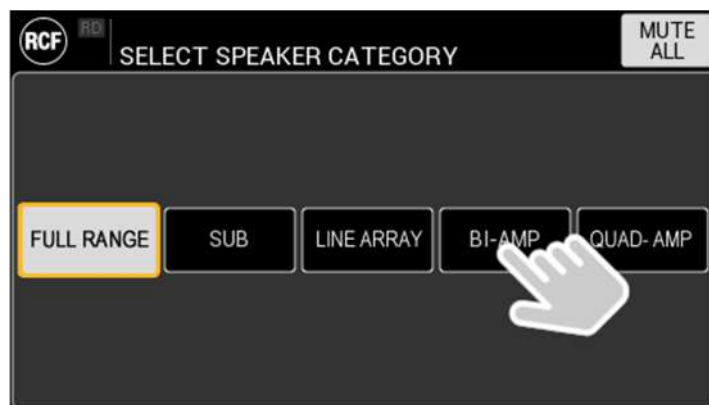 RCF
RD
SELECT SPEAKER CATEGORY
MUTE
ALL
FULL RANGE
SUB
LINE ARRAY
BI-AMP
QUAD- AMP